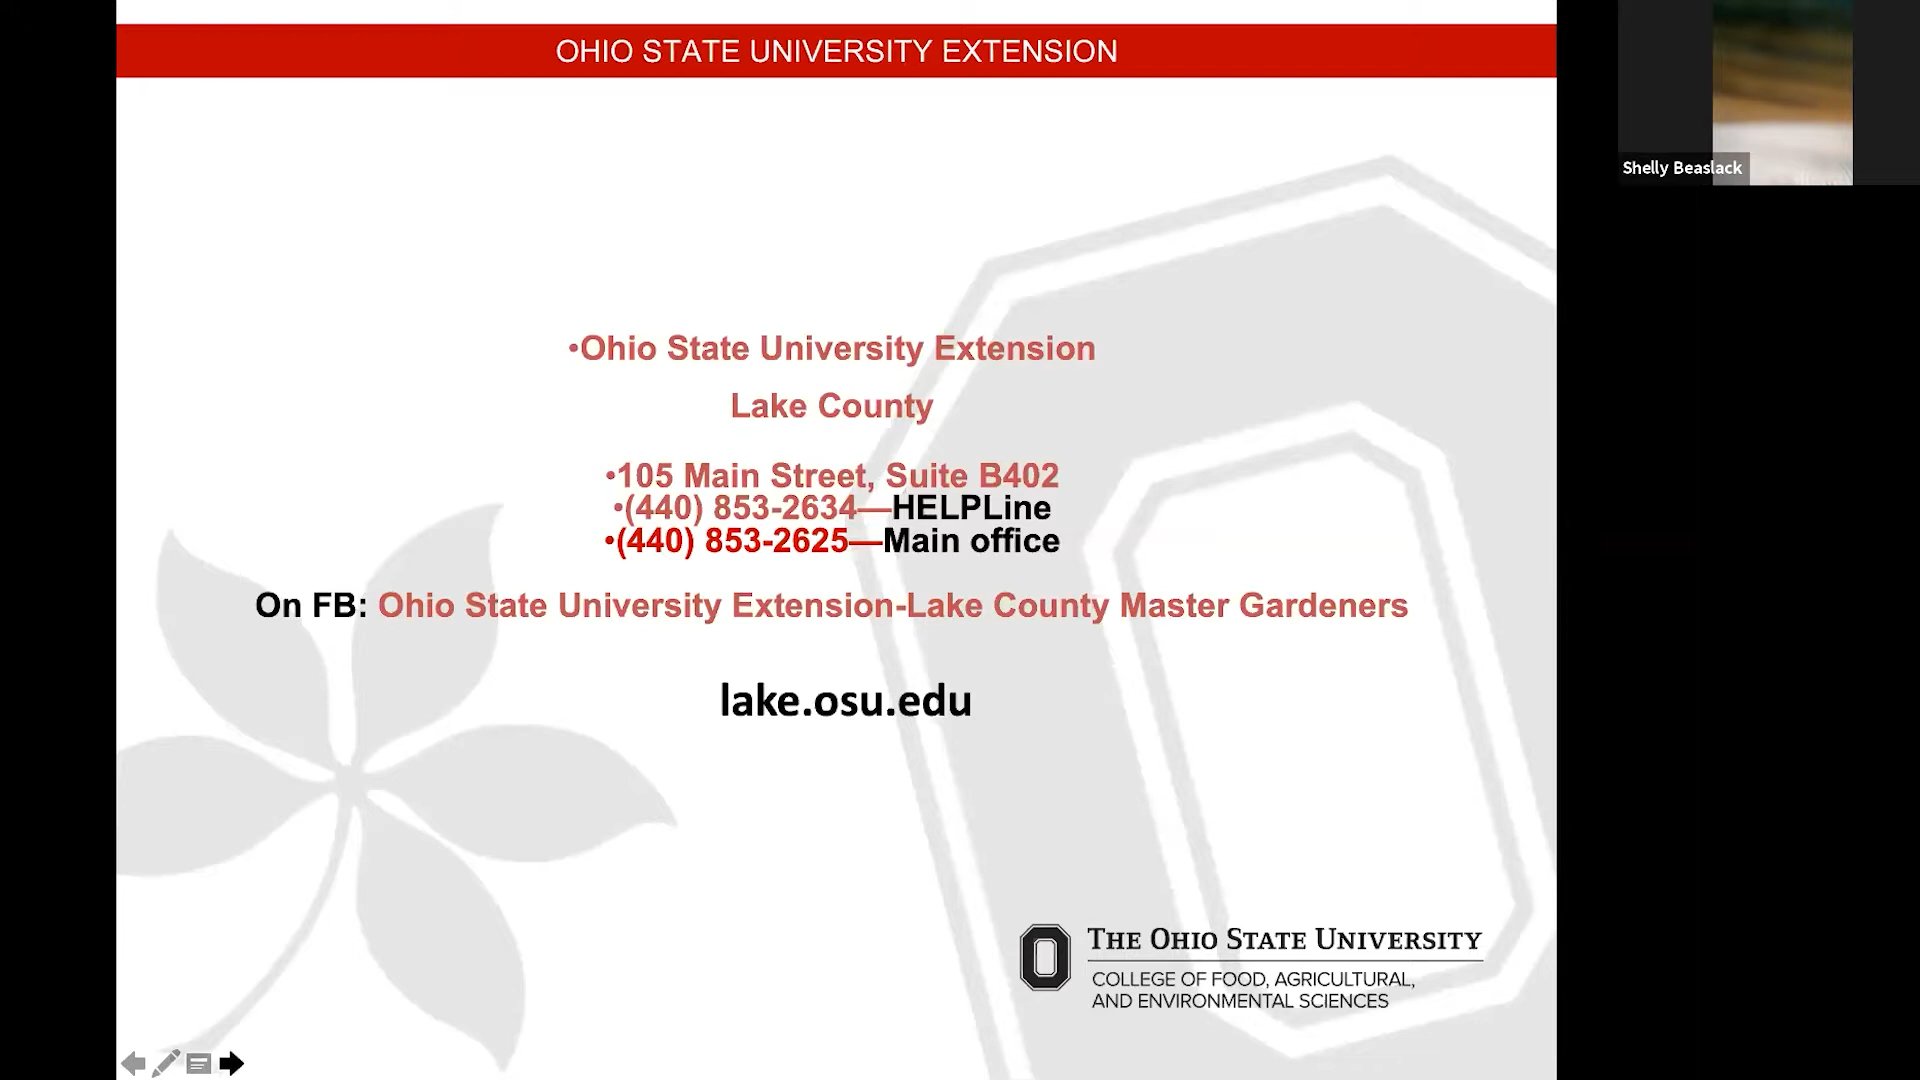 OHIO STATE UNIVERSITY EXTENSION
Shelly Beaslack
•Ohio State University Extension
Lake County
•105 Main Street, Suite B402
•(440) 853-2634—HELPLine
•(440) 853-2625—Main office
On FB: Ohio State University Extension-Lake County Master Gardeners
lake.osu.edu
THE OHIO STATE UNIVERSITY
COLLEGE OF FOOD, AGRICULTURAL,
AND ENVIRONMENTAL SCIENCES